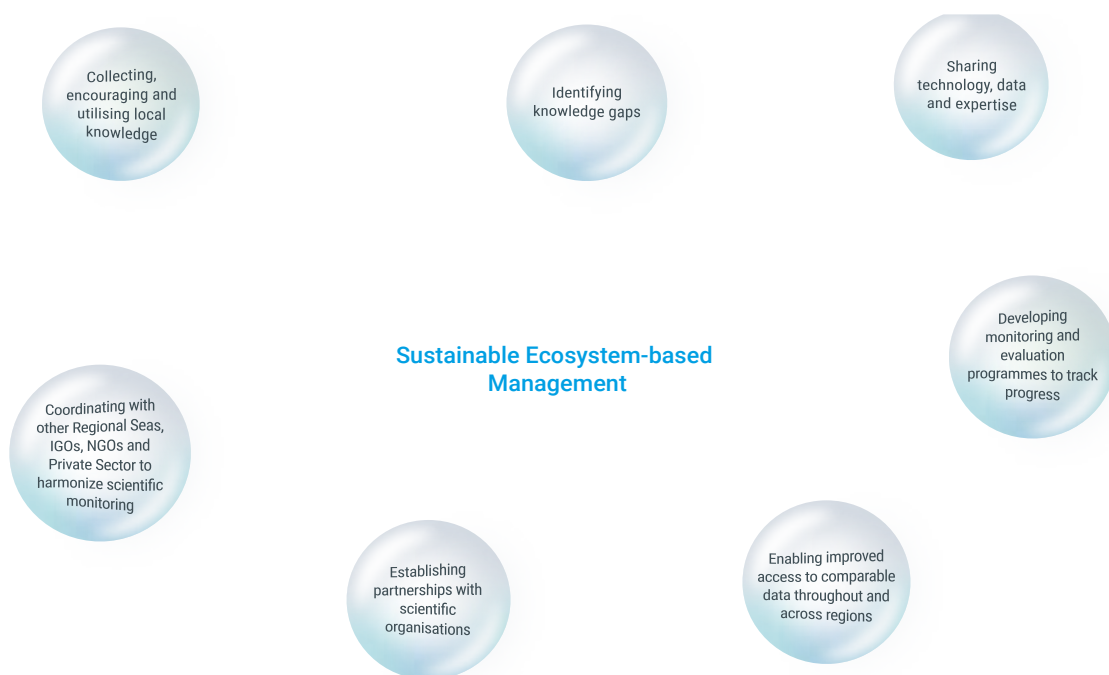 Collecting,
encouraging and
utilising local
knowledge
Identifying
knowledge gaps
Sharing
technology, data
and expertise
Developing
monitoring and
evaluation
programmes to track
progress
Sustainable Ecosystem-based
Management
Coordinating with
other Regional Seas,
IGOs, NGOs and
Private Sector to
harmonize scientific
monitoring
Establishing
partnerships with
scientific
organisations
Enabling improved
access to comparable
data throughout and
across regions